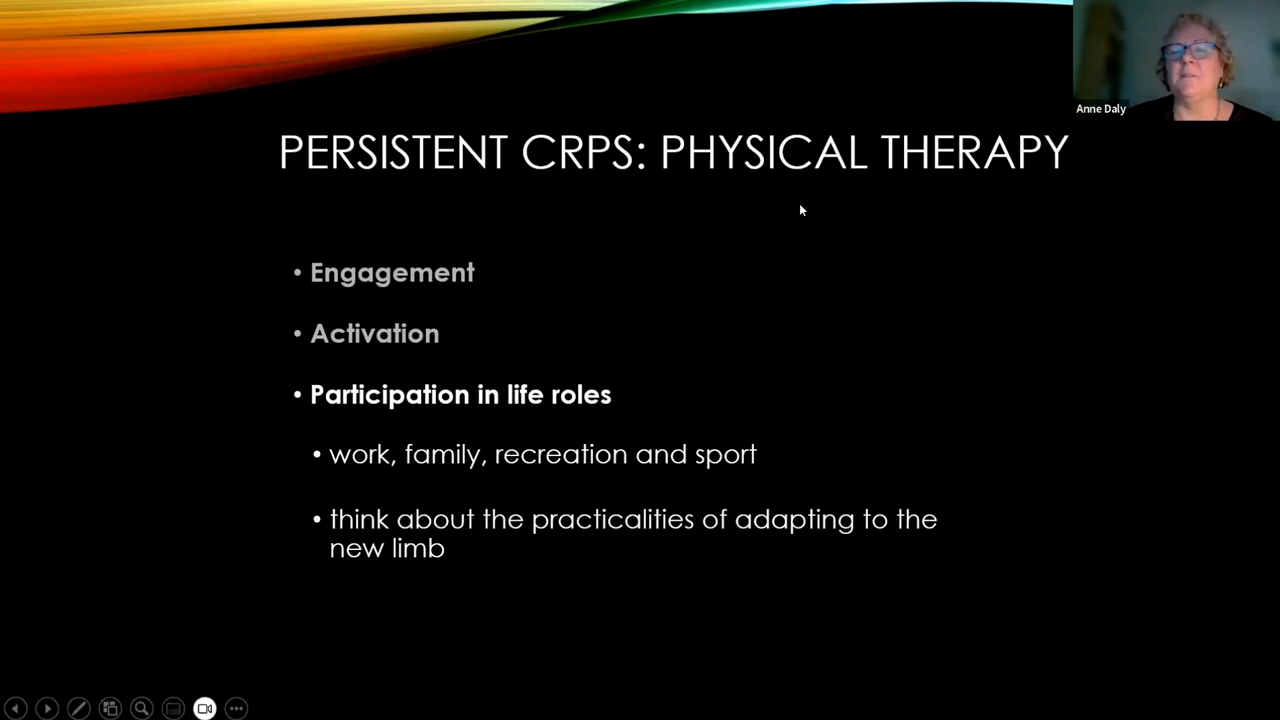 Anne Daly
PERSISTENT CRPS: PHYSICAL THERAPY
• Engagement
• Activation
• Participation in life roles
• work, family, recreation and sport
• think about the practicalities of adapting to the
new limb